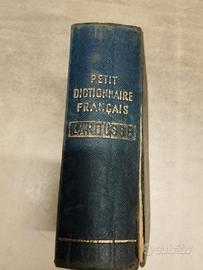 PETIT
DICTIONNAIRE
FRANÇAIS
LAROUSSE